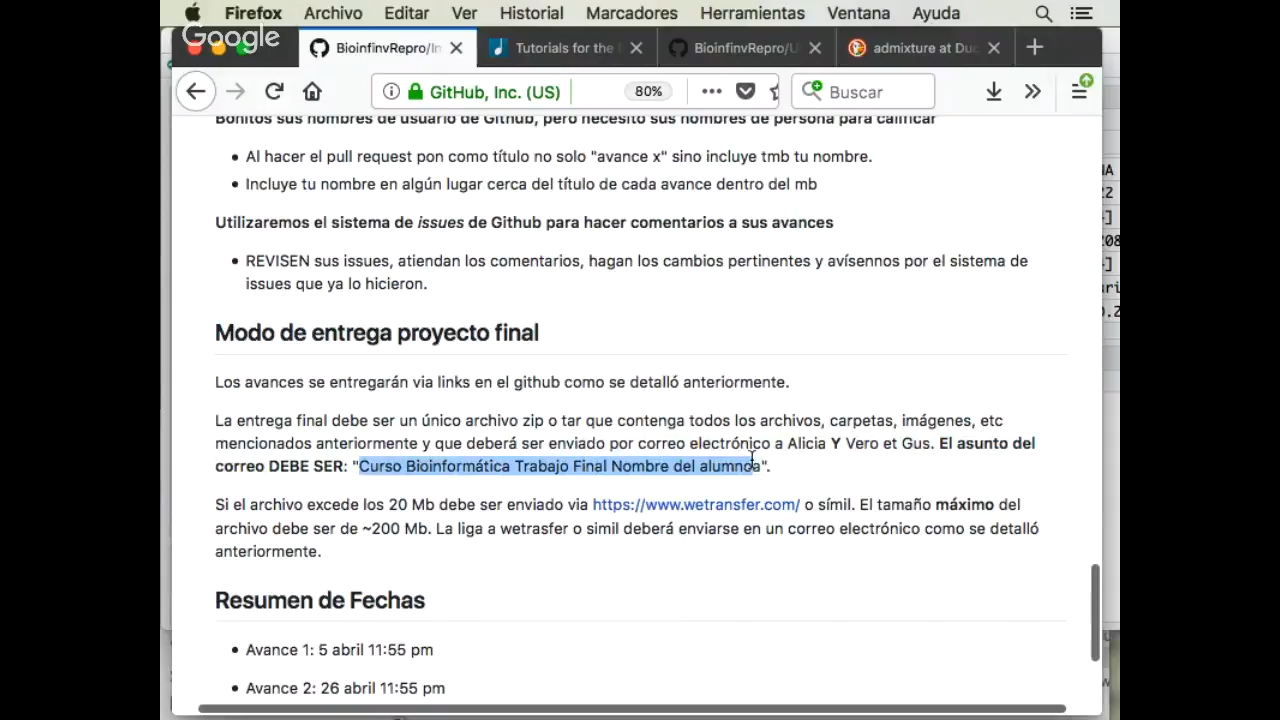 Firefox Archivo Editar Ver Historial Marcadores Herramientas Ventana Ayuda
Google
BioinfinvRepro/In Tutorials for the BioinfinvRepro/U admixture at Du
GitHub, Inc. (US) 80% Buscar
Bonitos sus nombres de usuario de Github, pero necesito sus nombres de persona para calificar
Al hacer el pull request pon como título no solo "avance x" sino incluye tmb tu nombre.
Incluye tu nombre en algún lugar cerca del título de cada avance dentro del mb
Utilizaremos el sistema de issues de Github para hacer comentarios a sus avances
REVISEN sus issues, atiendan los comentarios, hagan los cambios pertinentes y avísennos por el sistema de
issues que ya lo hicieron.
Modo de entrega proyecto final
Los avances se entregarán via links en el github como se detalló anteriormente.
La entrega final debe ser un único archivo zip o tar que contenga todos los archivos, carpetas, imágenes, etc
mencionados anteriormente y que deberá ser enviado por correo electrónico a Alicia Y Vero et Gus. El asunto del
correo DEBE SER: "Curso Bioinformática Trabajo Final Nombre del alumnoa".
Si el archivo excede los 20 Mb debe ser enviado via https://www.wetransfer.com/ o símil. El tamaño máximo del
archivo debe ser de ~200 Mb. La liga a wetrasfer o simil deberá enviarse en un correo electrónico como se detalló
anteriormente.
Resumen de Fechas
Avance 1: 5 abril 11:55 pm
Avance 2: 26 abril 11:55 pm